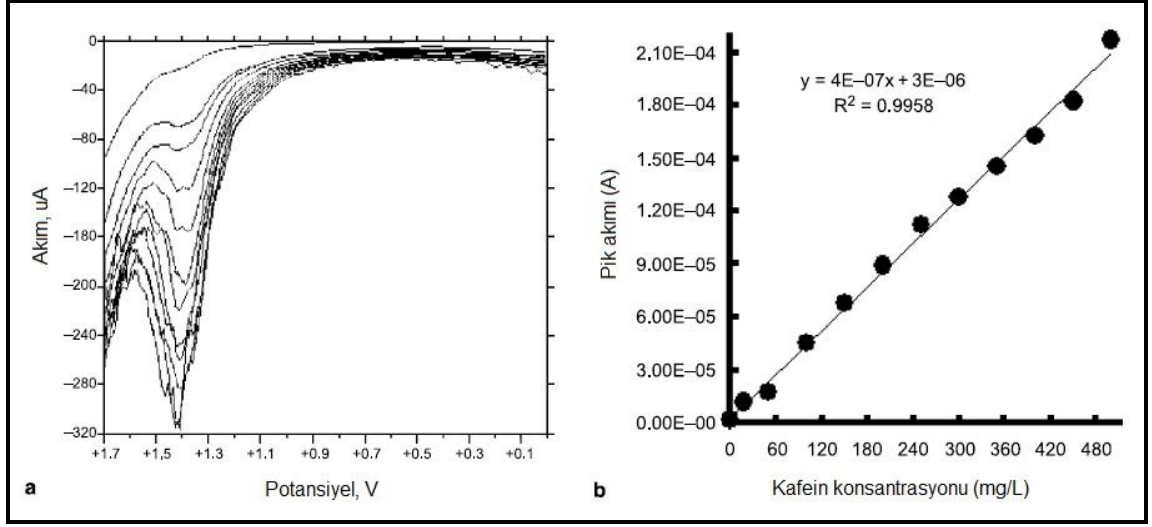 0
−40
−80
−120
−180
−200
−240
−280
−320
Akım, uA
+1.7 +1.5 +1.3 +1.1 +0.9 +0.7 +0.5 +0.3 +0.1
Potansiyel, V
a
2,10E−04
1.80E−04
1.50E−04
1.20E−04
9.00E−05
6.00E−05
3.00E−05
0.00E−00
Pik akımı (A)
y = 4E−07x + 3E−06
R² = 0.9958
0 60 120 180 240 300 360 420 480
Kafein konsantrasyonu (mg/L)
b